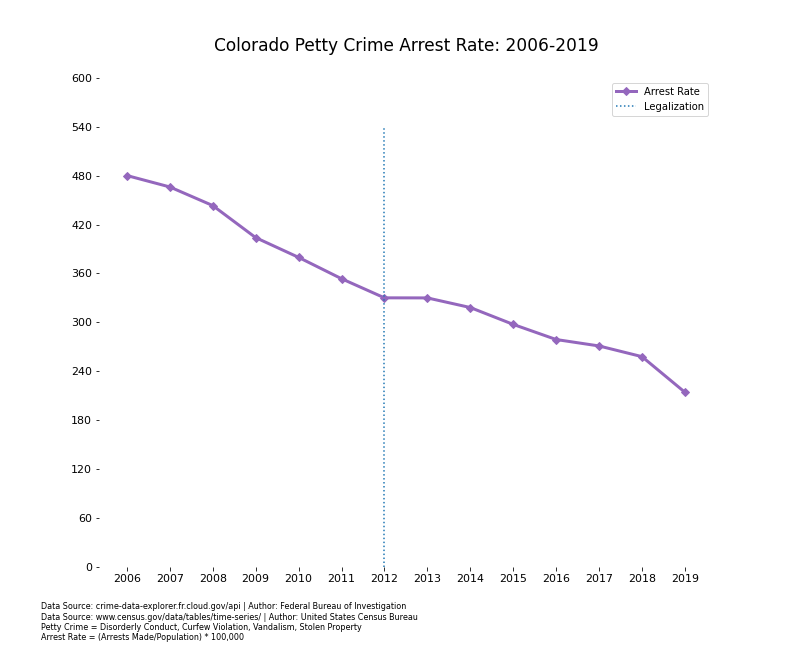 Colorado Petty Crime Arrest Rate: 2006-2019
600
Arrest Rate
Legalization
540
480
420
360
300
240
180
120
60
0
2006 2007 2008 2009 2010 2011 2012 2013 2014 2015 2016 2017 2018 2019
Data Source: crime-data-explorer.fr.cloud.gov/api | Author: Federal Bureau of Investigation
Data Source: www.census.gov/data/tables/time-series/ | Author: United States Census Bureau
Petty Crime = Disorderly Conduct, Curfew Violation, Vandalism, Stolen Property
Arrest Rate = (Arrests Made/Population) * 100,000